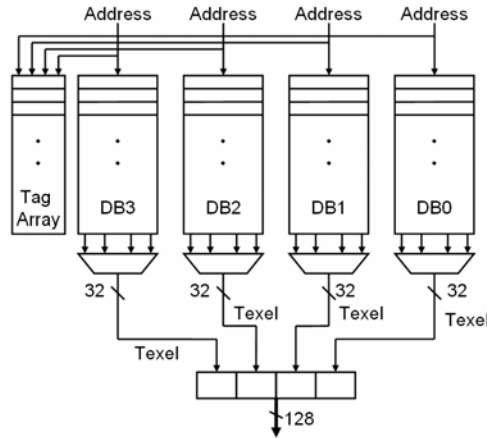 Address Address Address Address
Tag
Array
DB3 DB2 DB1 DB0
32 32 32 32
Texel Texel Texel Texel
128